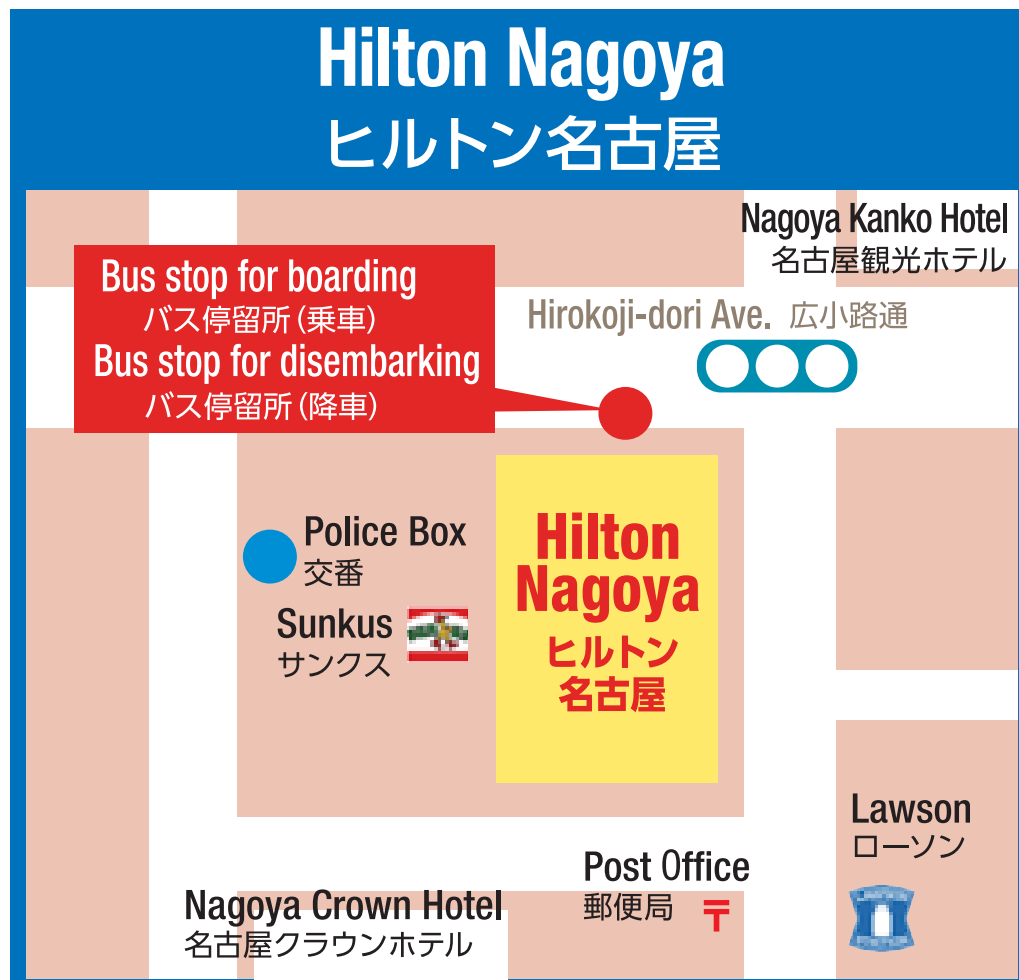 Hilton Nagoya
ヒルトン名古屋
Nagoya Kanko Hotel
名古屋観光ホテル
Bus stop for boarding
バス停留所（乗車）
Bus stop for disembarking
バス停留所（降車）
Hirokoji-dori Ave. 広小路通
Police Box
交番
Sunkus
サンクス
Hilton
Nagoya
ヒルトン
名古屋
Lawson
ローソン
Post Office
郵便局 〒
Nagoya Crown Hotel
名古屋クラウンホテル